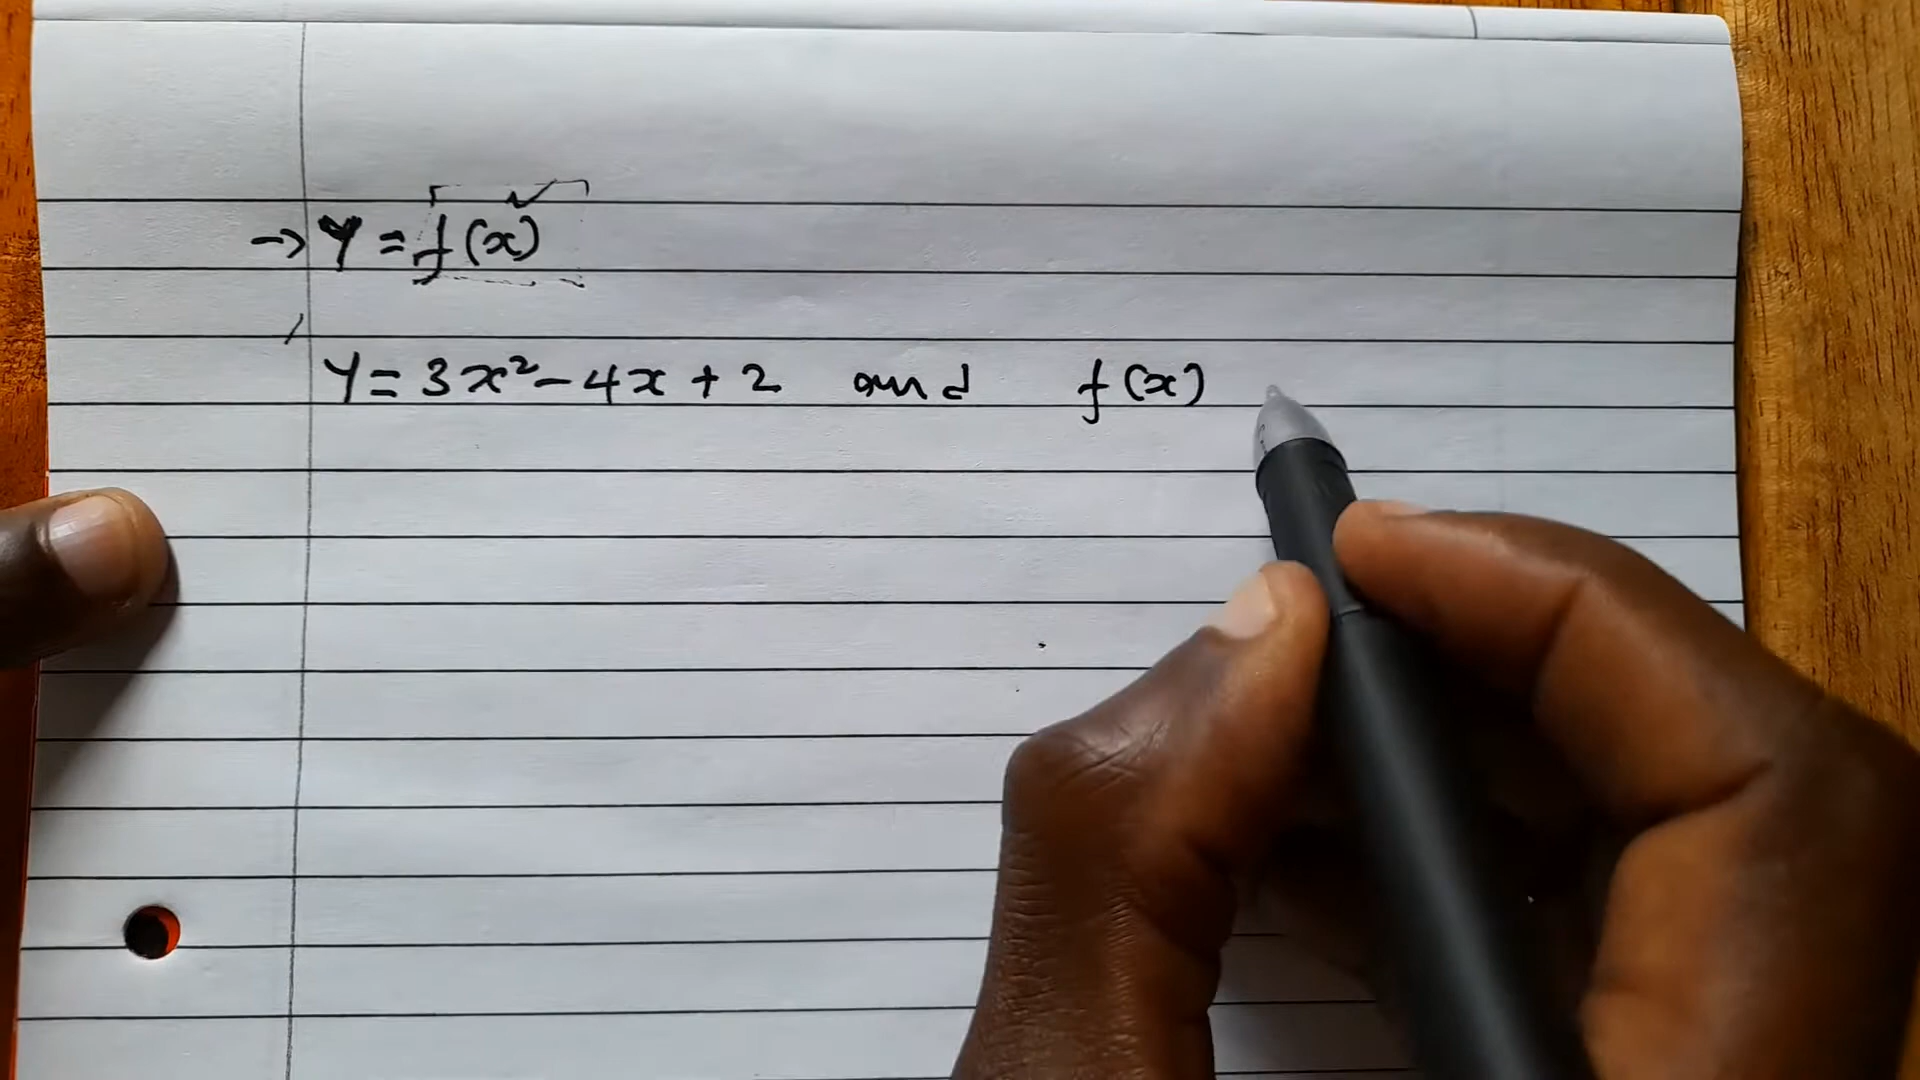 → Y = f(x)
Y = 3x² - 4x + 2 and f(x)